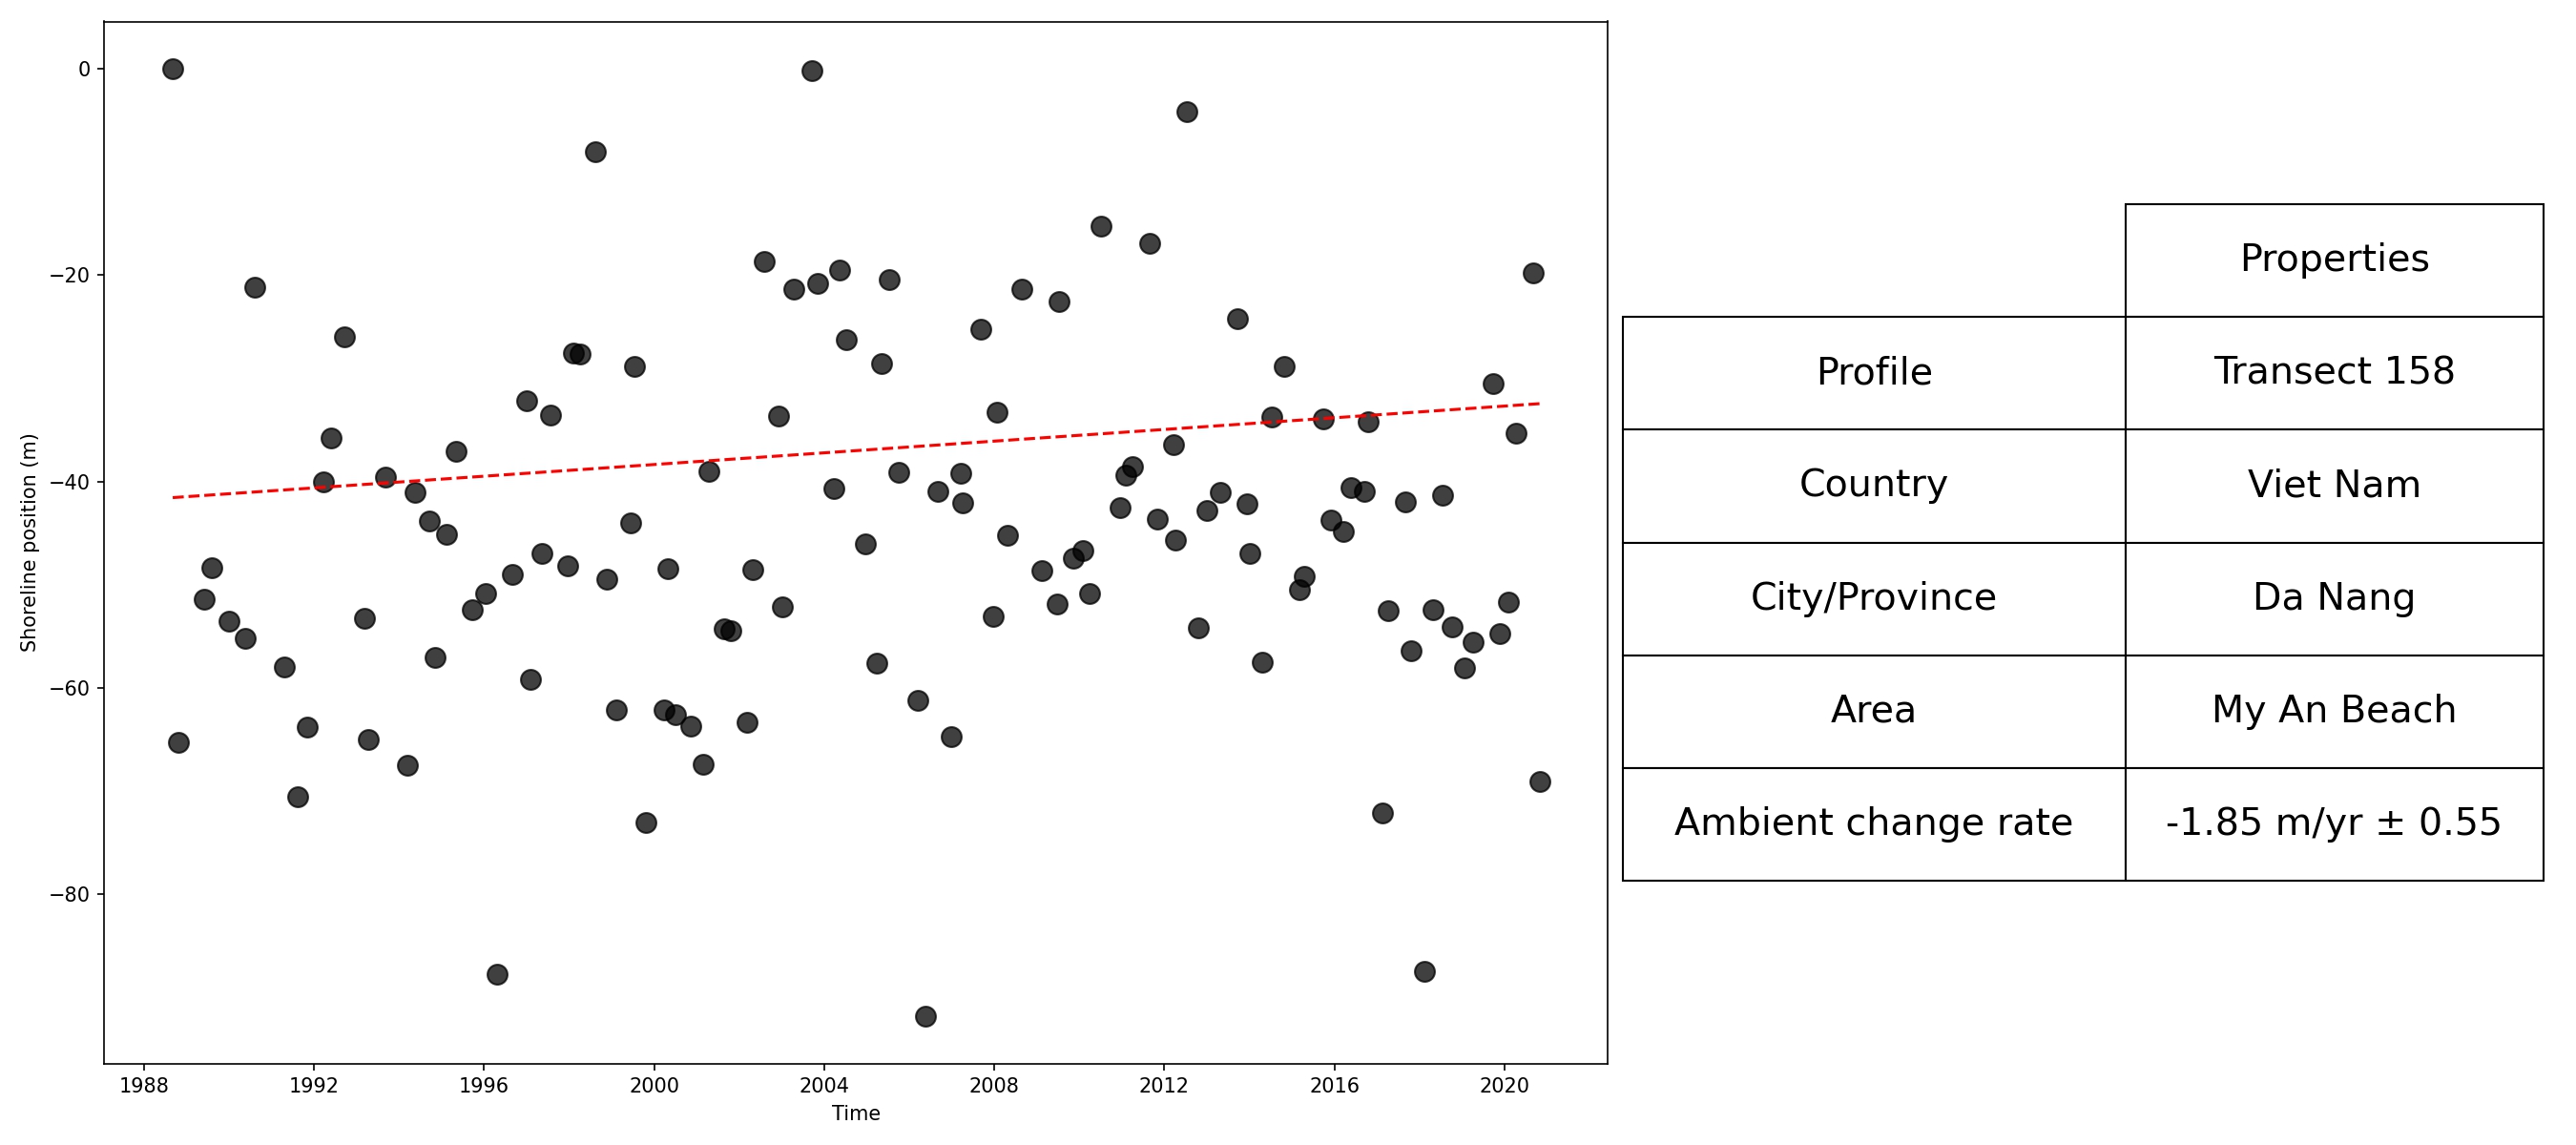 0
−20
−40
−60
−80
Shoreline position (m)
1988 1992 1996 2000 2004 2008 2012 2016 2020
Time
Properties
Profile Transect 158
Country Viet Nam
City/Province Da Nang
Area My An Beach
Ambient change rate -1.85 m/yr ± 0.55